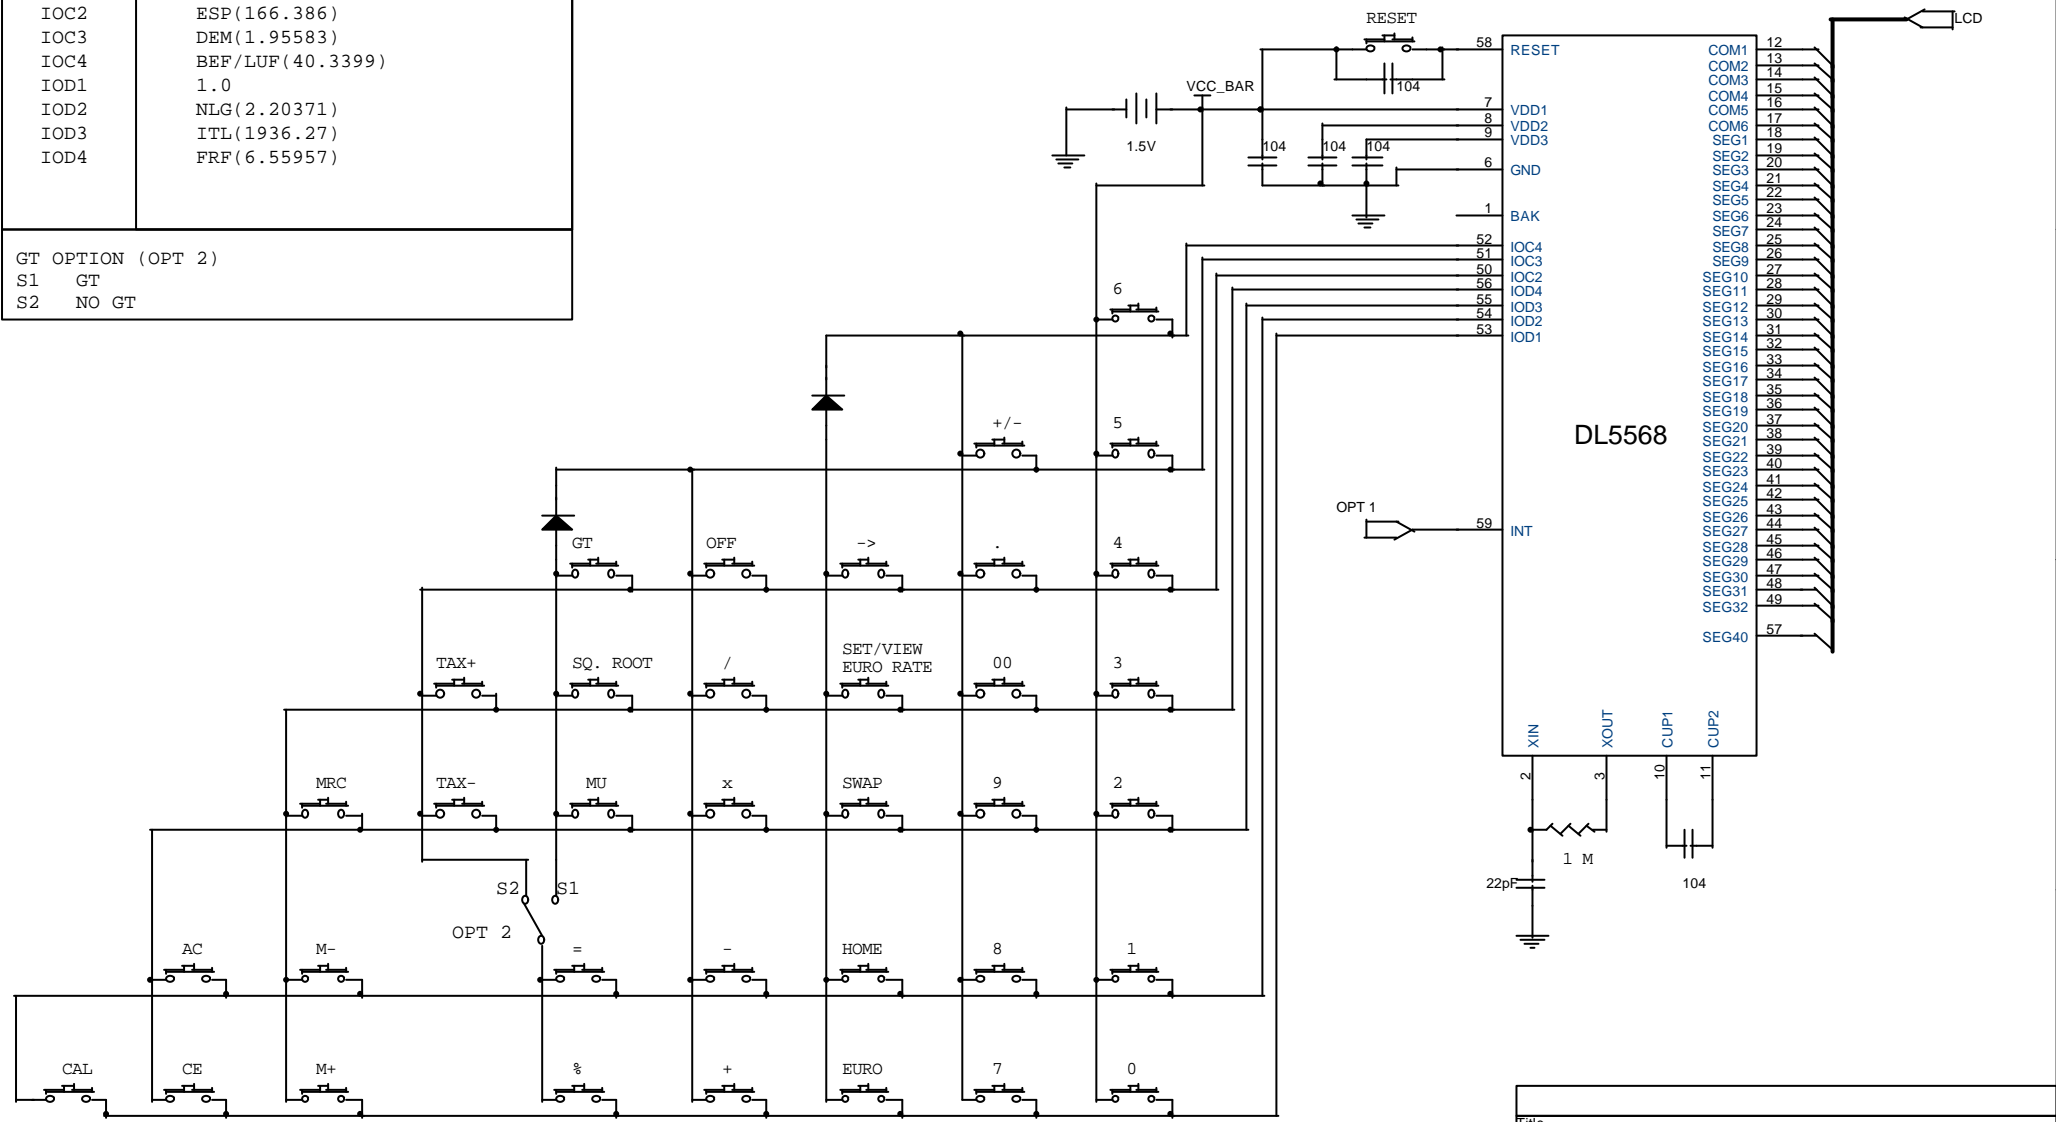 IOC2 ESP(166.386)
IOC3 DEM(1.95583)
IOC4 BEF/LUF(40.3399)
IOD1 1.0
IOD2 NLG(2.20371)
IOD3 ITL(1936.27)
IOD4 FRF(6.55957)
GT OPTION (OPT 2)
S1 GT
S2 NO GT
RESET
LCD
VCC_BAR
1.5V
104
104
104
104
58 RESET
7 VDD1
8 VDD2
9 VDD3
6 GND
1 BAK
52 IOC4
51 IOC3
50 IOC2
56 IOD4
55 IOD3
54 IOD2
53 IOD1
OPT 1
59 INT
DL5568
COM1 12
COM2 13
COM3 14
COM4 15
COM5 16
COM6 17
SEG1 18
SEG2 19
SEG3 20
SEG4 21
SEG5 22
SEG6 23
SEG7 24
SEG8 25
SEG9 26
SEG10 27
SEG11 28
SEG12 29
SEG13 30
SEG14 31
SEG15 32
SEG16 33
SEG17 34
SEG18 35
SEG19 36
SEG20 37
SEG21 38
SEG22 39
SEG23 40
SEG24 41
SEG25 42
SEG26 43
SEG27 44
SEG28 45
SEG29 46
SEG30 47
SEG31 48
SEG32 49
SEG40 57
XIN XOUT CUP1 CUP2
2 3 10 11
1 M
22pF
104
6
+/- 5
GT OFF -> . 4
TAX+ SQ. ROOT / SET/VIEW EURO RATE 00 3
MRC TAX- MU x SWAP 9 2
S2 S1
OPT 2
AC M- = - HOME 8 1
CAL CE M+ % + EURO 7 0
Title